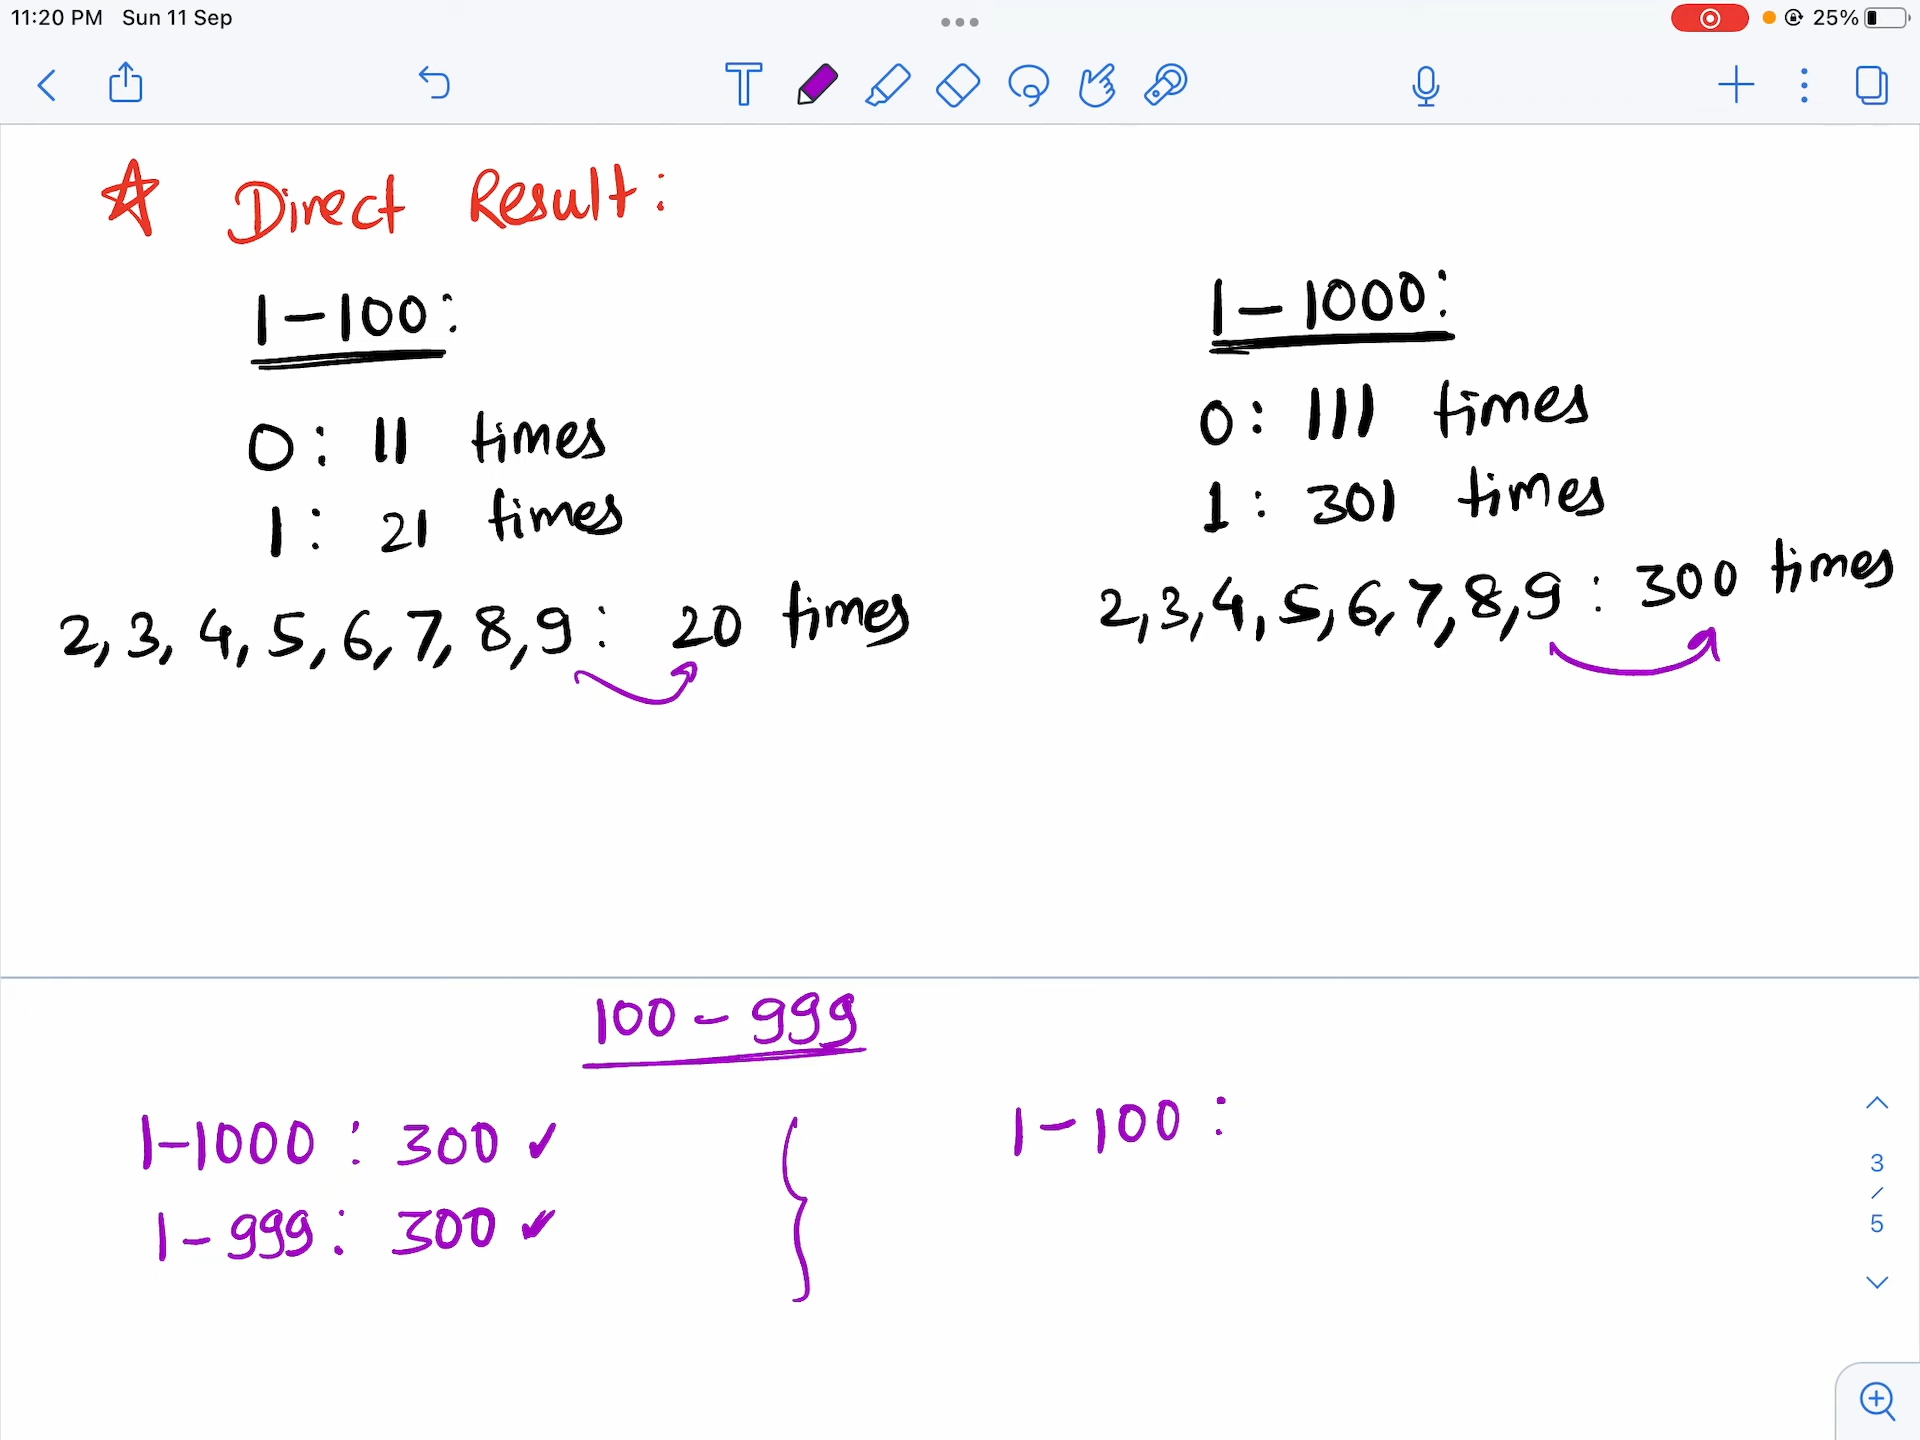 11:20 PM Sun 11 Sep
25%
☆ Direct Result:
1-100:
0: 11 times
1: 21 times
2,3,4,5,6,7,8,9: 20 times
1-1000:
0: 111 times
1: 301 times
2,3,4,5,6,7,8,9: 300 times
100-999
1-1000: 300 ✓
1-999: 300 ✓
1-100:
3
/
5